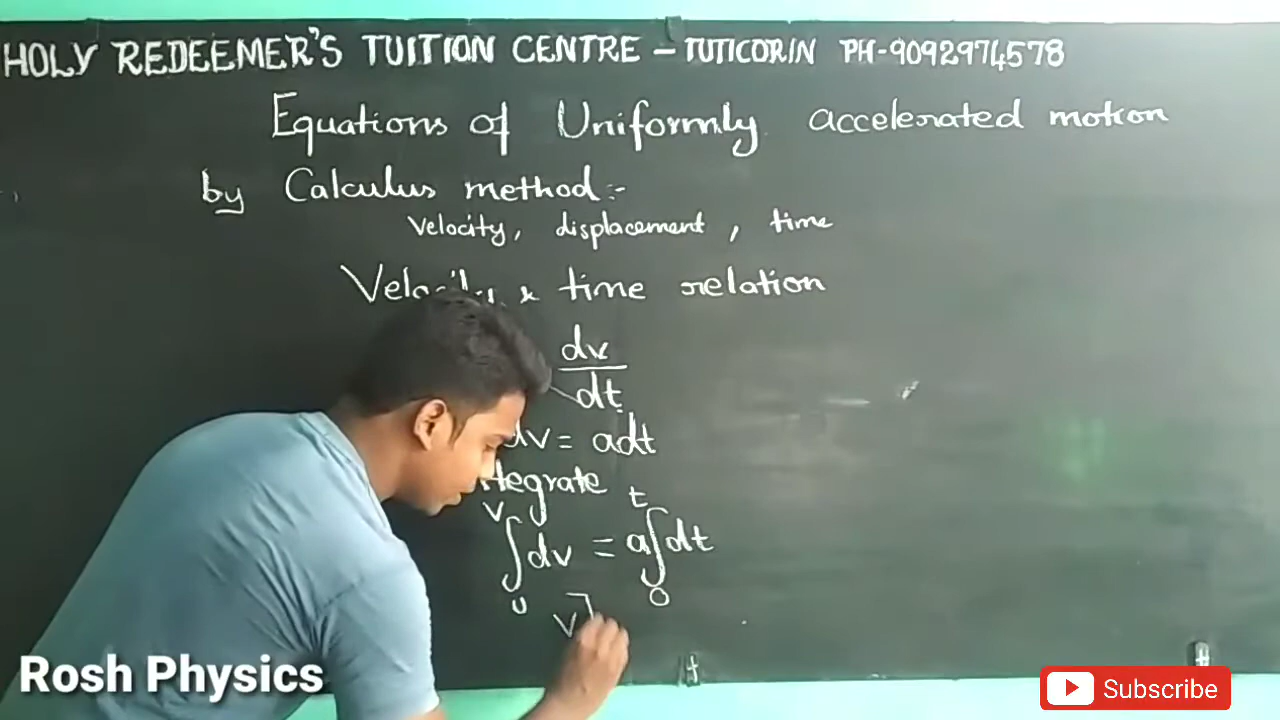 HOLY REDEEMER'S TUITION CENTRE – TUTICORIN PH-9092974578
Equations of Uniformly accelerated motion
by Calculus method:-
Velocity, displacement, time
time relation
dv
dt
dv = adt
∫dv = a∫dt
v
t
u
0
v]
Rosh Physics
Subscribe